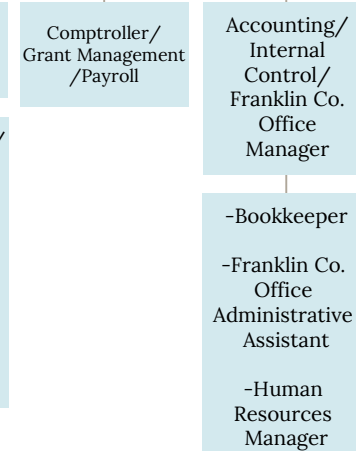 Comptroller/
Grant Management
/Payroll
Accounting/
Internal
Control/
Franklin Co.
Office
Manager
/
-Bookkeeper
-Franklin Co.
Office
Administrative
Assistant
-Human
Resources
Manager